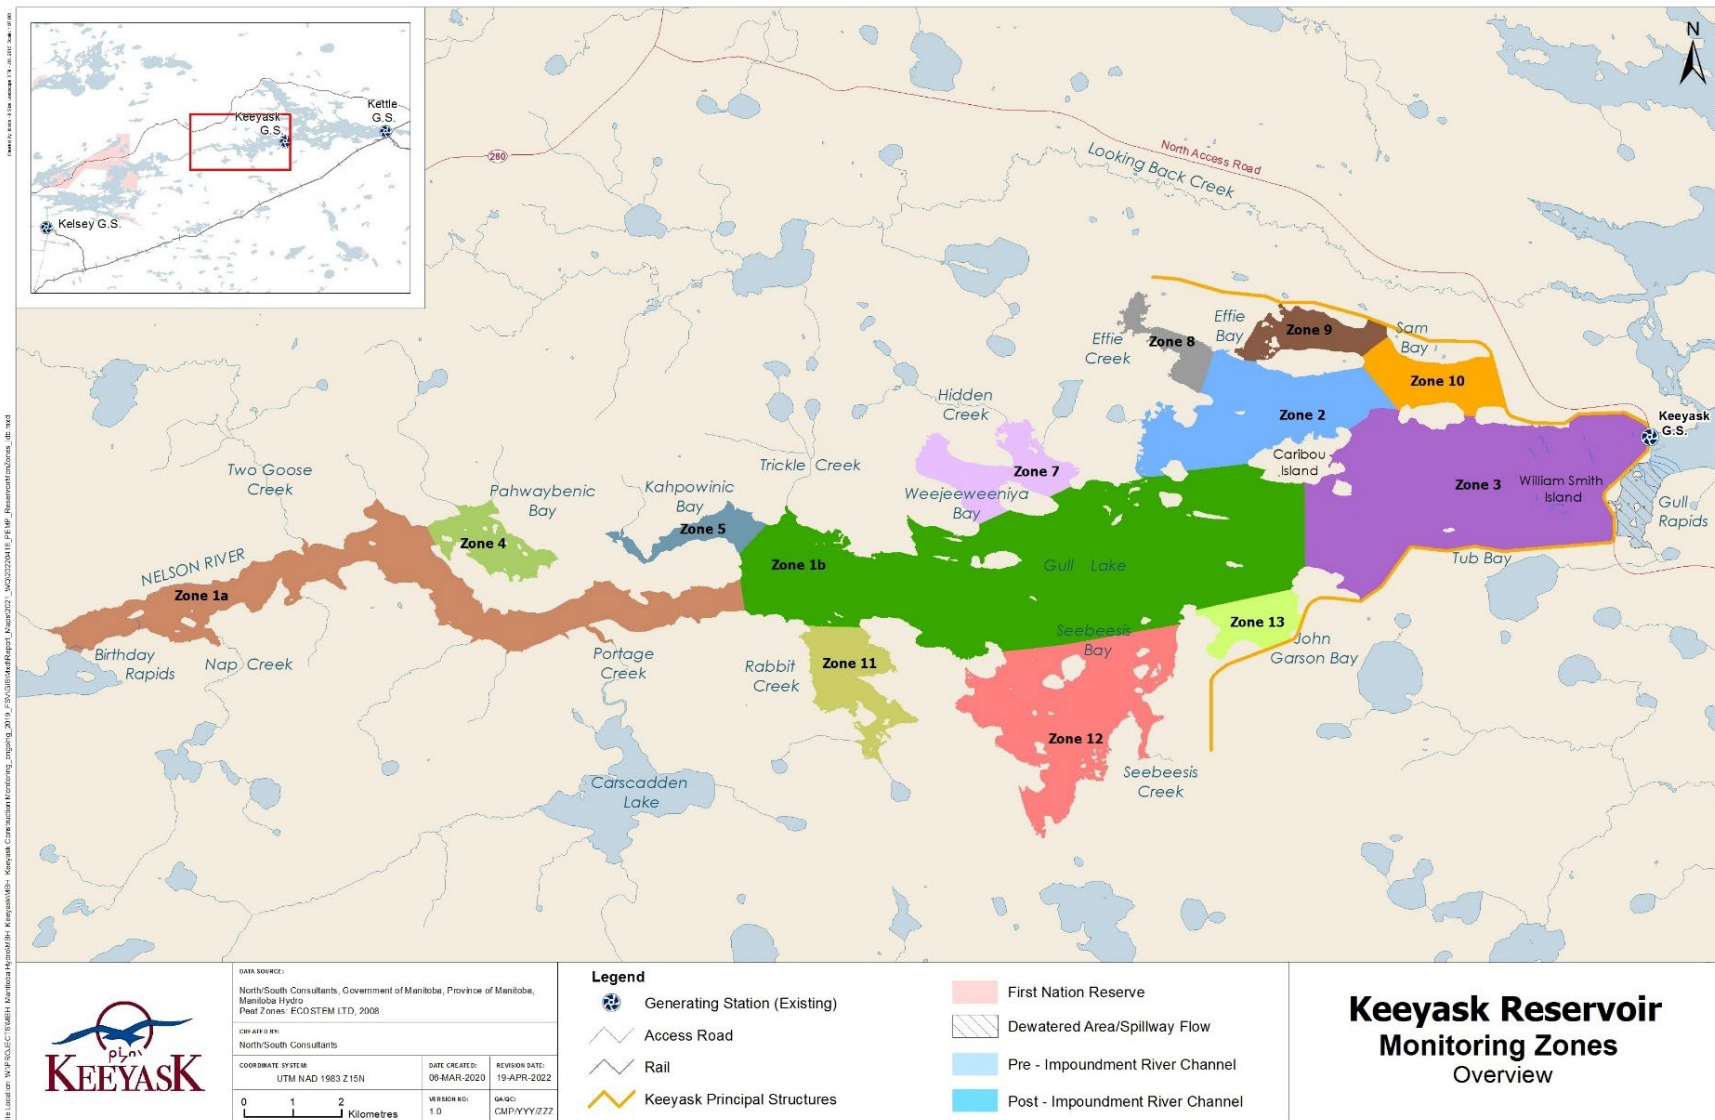 N
Kettle
G.S.
Keeyask
G.S.
Kelsey G.S.
280
North Access Road
Looking Back Creek
Effie
Bay
Zone 9
Sam
Bay
Effie
Creek
Zone 8
Zone 10
Hidden
Creek
Zone 2
Keeyask
G.S.
Caribou
Island
Two Goose
Creek
Trickle Creek
Zone 7
Zone 3
William Smith
Island
Pahwaybenic
Bay
Kahpowinic
Bay
Weejeeweeniya
Bay
Gull
Rapids
Zone 5
Zone 4
NELSON RIVER
Zone 1b
Gull Lake
Tub Bay
Zone 1a
Zone 13
Seebeesis
Bay
John
Garson Bay
Birthday
Rapids
Nap Creek
Portage
Creek
Rabbit
Creek
Zone 11
Zone 12
Carscadden
Lake
Seebeesis
Creek
KEEYASK
DATA SOURCE:
North/South Consultants, Government of Manitoba, Province of Manitoba,
Manitoba Hydro
Peat Zones: ECOSTEM LTD, 2008
CREATED BY:
North/South Consultants
COORDINATE SYSTEM:
UTM NAD 1983 Z15N
DATE CREATED:
06-MAR-2020
REVISION DATE:
19-APR-2022
0 1 2
Kilometres
VERSION NO:
1.0
QA/QC:
CMP/YYY/ZZZ
Legend
Generating Station (Existing)
Access Road
Rail
Keeyask Principal Structures
First Nation Reserve
Dewatered Area/Spillway Flow
Pre - Impoundment River Channel
Post - Impoundment River Channel
Keeyask Reservoir
Monitoring Zones
Overview